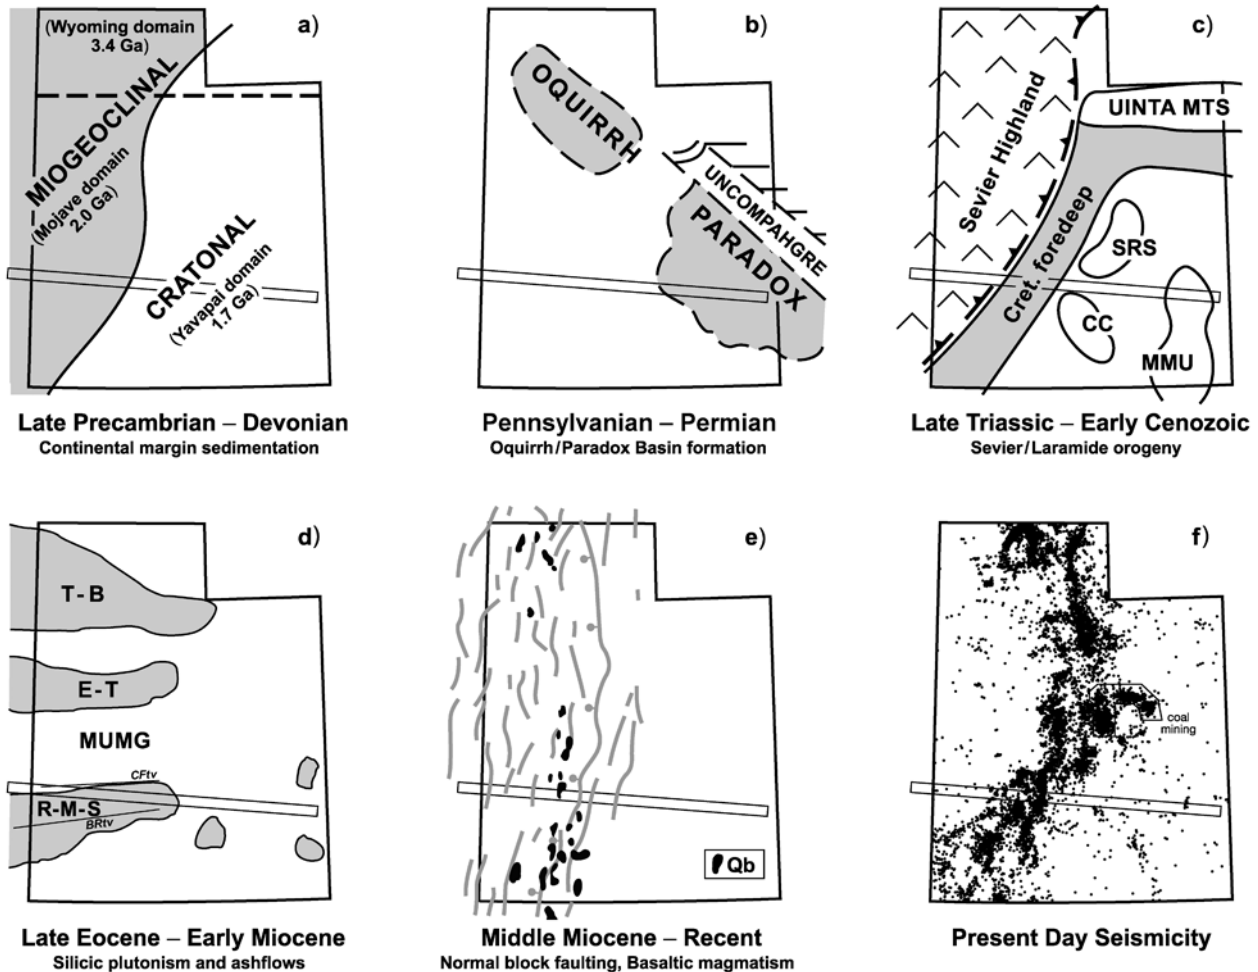 (Wyoming domain
3.4 Ga)
a)
MIOGEOCLINAL
(Mojave domain
2.0 Ga)
CRATONAL
(Yavapai domain
1.7 Ga)
Late Precambrian – Devonian
Continental margin sedimentation
b)
OQUIRRH
UNCOMPAHGRE
PARADOX
Pennsylvanian – Permian
Oquirrh/Paradox Basin formation
c)
UINTA MTS
Sevier Highland
Cret. foredeep
SRS
CC
MMU
Late Triassic – Early Cenozoic
Sevier/Laramide orogeny
d)
T-B
E-T
MUMG
CFtv
R-M-S
BRtv
Late Eocene – Early Miocene
Silicic plutonism and ashflows
e)
Qb
Middle Miocene – Recent
Normal block faulting, Basaltic magmatism
f)
coal
mining
Present Day Seismicity